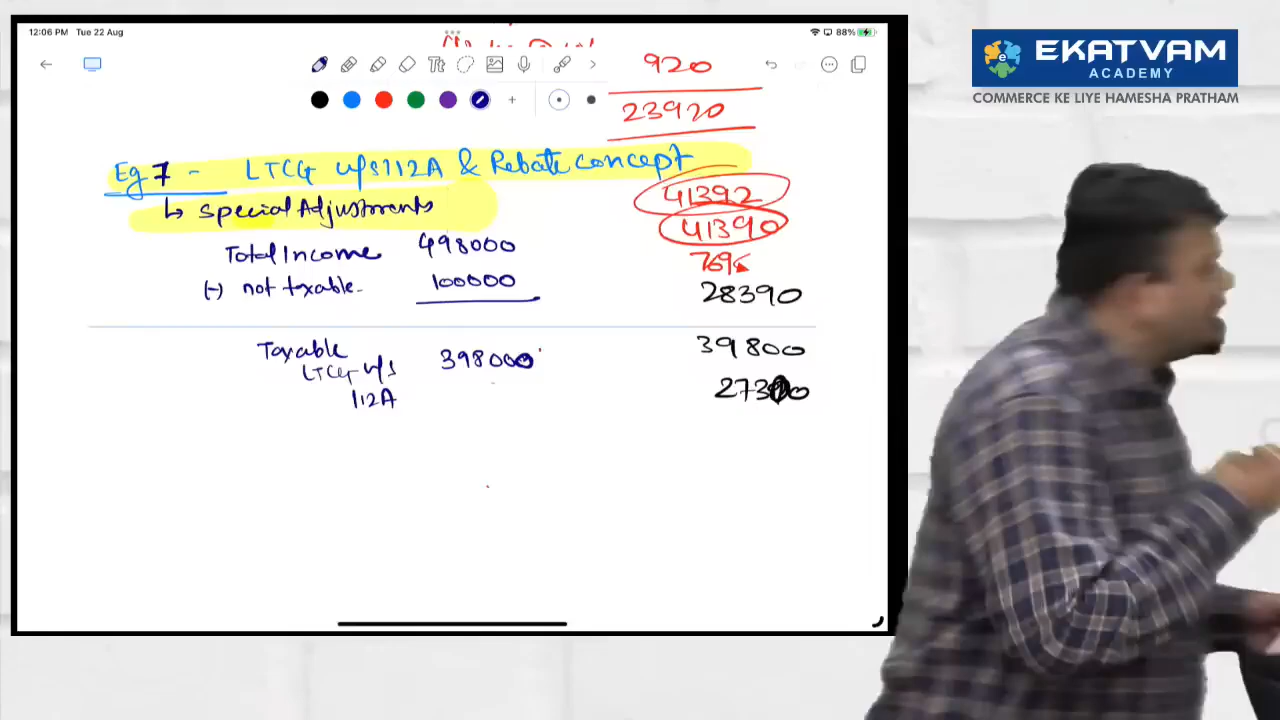 12:06 PM Tue 22 Aug
88%
EKATVAM
ACADEMY
COMMERCE KE LIYE HAMESHA PRATHAM
Tt
920
23920
Eg 7 - LTCG u/s 112A & Rebate concept
↳ special Adjustments
41392
41390
Total Income 498000
(-) not taxable 100000
28390
Taxable 398000
LTCG u/s
112A
39800